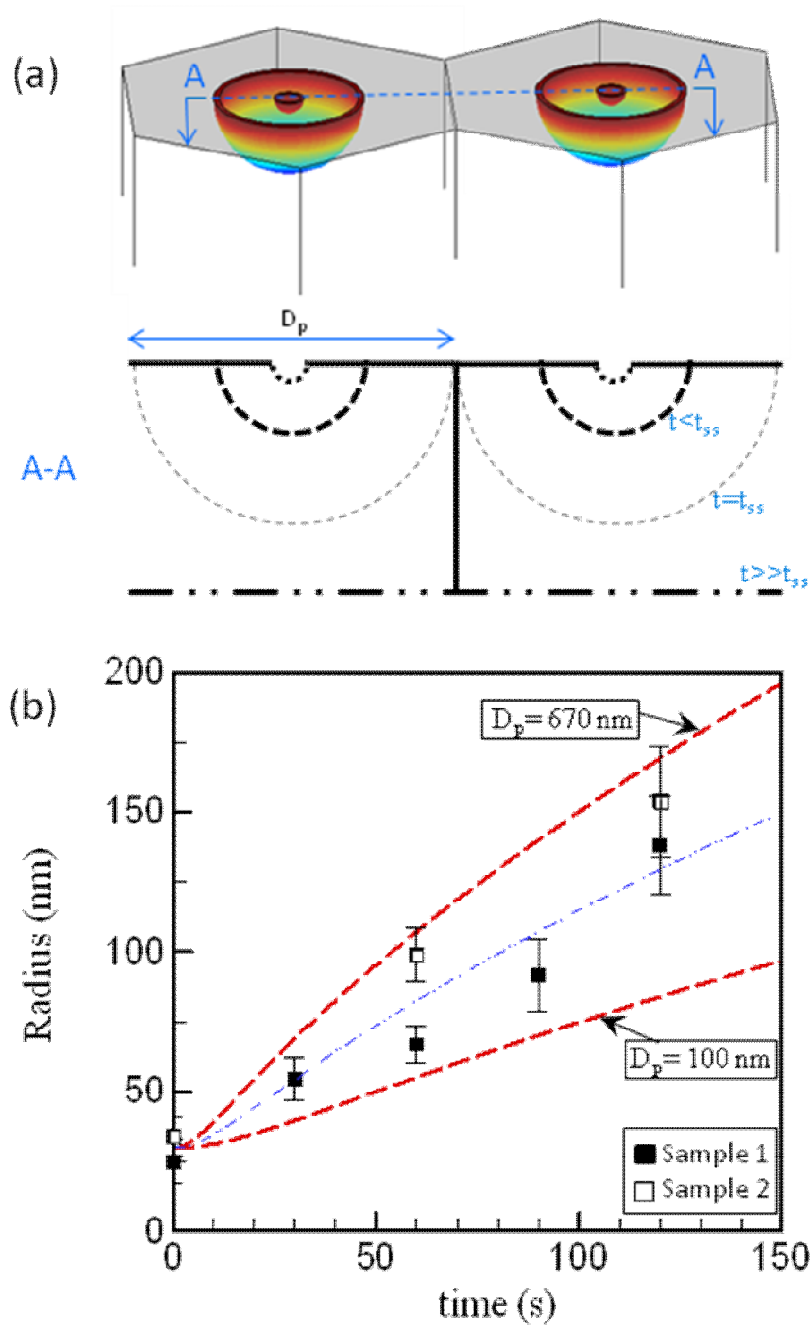 (a)
A A
Dₚ
A-A
t<tₛₛ
t=tₛₛ
t>>tₛₛ
(b)
200
150
100
50
0
Radius (nm)
Dₚ= 670 nm
Dₚ= 100 nm
Sample 1
Sample 2
0 50 100 150
time (s)